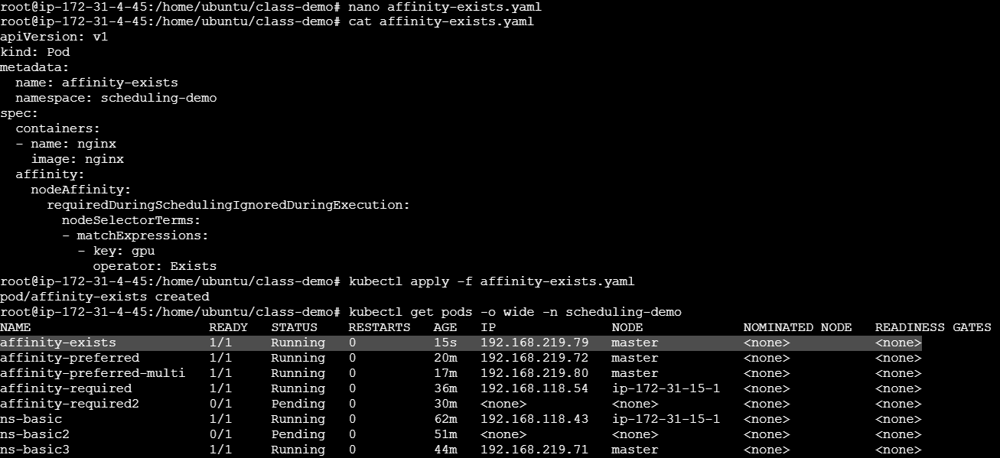 root@ip-172-31-4-45:/home/ubuntu/class-demo# nano affinity-exists.yaml
root@ip-172-31-4-45:/home/ubuntu/class-demo# cat affinity-exists.yaml
apiVersion: v1
kind: Pod
metadata:
  name: affinity-exists
  namespace: scheduling-demo
spec:
  containers:
  - name: nginx
    image: nginx
  affinity:
    nodeAffinity:
      requiredDuringSchedulingIgnoredDuringExecution:
        nodeSelectorTerms:
        - matchExpressions:
          - key: gpu
            operator: Exists
root@ip-172-31-4-45:/home/ubuntu/class-demo# kubectl apply -f affinity-exists.yaml
pod/affinity-exists created
root@ip-172-31-4-45:/home/ubuntu/class-demo# kubectl get pods -o wide -n scheduling-demo
NAME                       READY   STATUS    RESTARTS   AGE   IP               NODE             NOMINATED NODE   READINESS GATES
affinity-exists            1/1     Running   0          15s   192.168.219.79   master           <none>           <none>
affinity-preferred         1/1     Running   0          20m   192.168.219.72   master           <none>           <none>
affinity-preferred-multi   1/1     Running   0          17m   192.168.219.80   master           <none>           <none>
affinity-required          1/1     Running   0          36m   192.168.118.54   ip-172-31-15-1   <none>           <none>
affinity-required2         0/1     Pending   0          30m   <none>           <none>           <none>           <none>
ns-basic                   1/1     Running   0          62m   192.168.118.43   ip-172-31-15-1   <none>           <none>
ns-basic2                  0/1     Pending   0          51m   <none>           <none>           <none>           <none>
ns-basic3                  1/1     Running   0          44m   192.168.219.71   master           <none>           <none>